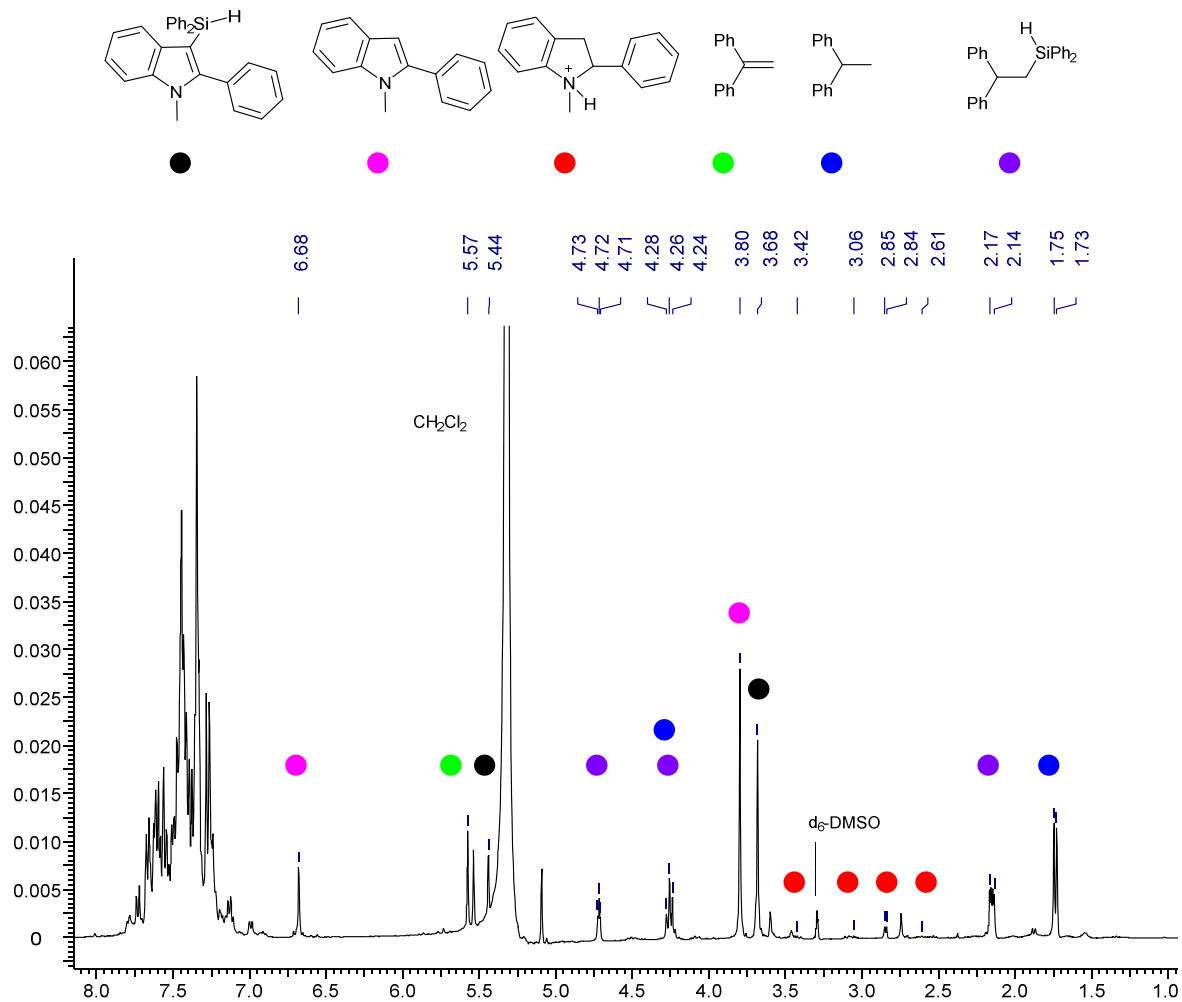 Ph₂Si H
N
N
+
N
H
Ph
Ph
Ph
Ph
H
Ph
SiPh₂
Ph
6.68
5.57
5.44
4.73
4.72
4.71
4.28
4.26
4.24
3.80
3.68
3.42
3.06
2.85
2.84
2.61
2.17
2.14
1.75
1.73
0.060
0.055
0.050
0.045
0.040
0.035
0.030
0.025
0.020
0.015
0.010
0.005
0
CH₂Cl₂
d₆-DMSO
8.0 7.5 7.0 6.5 6.0 5.5 5.0 4.5 4.0 3.5 3.0 2.5 2.0 1.5 1.0